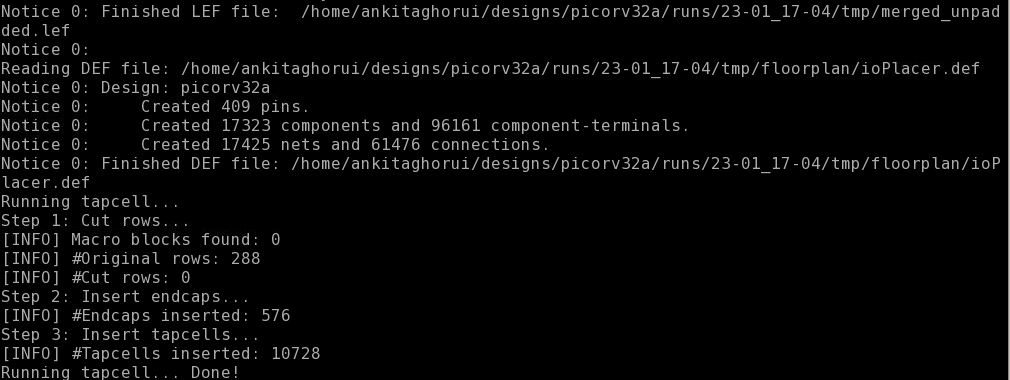 Notice 0: Finished LEF file:  /home/ankitaghorui/designs/picorv32a/runs/23-01_17-04/tmp/merged_unpad
ded.lef
Notice 0:
Reading DEF file: /home/ankitaghorui/designs/picorv32a/runs/23-01_17-04/tmp/floorplan/ioPlacer.def
Notice 0: Design: picorv32a
Notice 0:     Created 409 pins.
Notice 0:     Created 17323 components and 96161 component-terminals.
Notice 0:     Created 17425 nets and 61476 connections.
Notice 0: Finished DEF file: /home/ankitaghorui/designs/picorv32a/runs/23-01_17-04/tmp/floorplan/ioP
lacer.def
Running tapcell...
Step 1: Cut rows...
[INFO] Macro blocks found: 0
[INFO] #Original rows: 288
[INFO] #Cut rows: 0
Step 2: Insert endcaps...
[INFO] #Endcaps inserted: 576
Step 3: Insert tapcells...
[INFO] #Tapcells inserted: 10728
Running tapcell... Done!